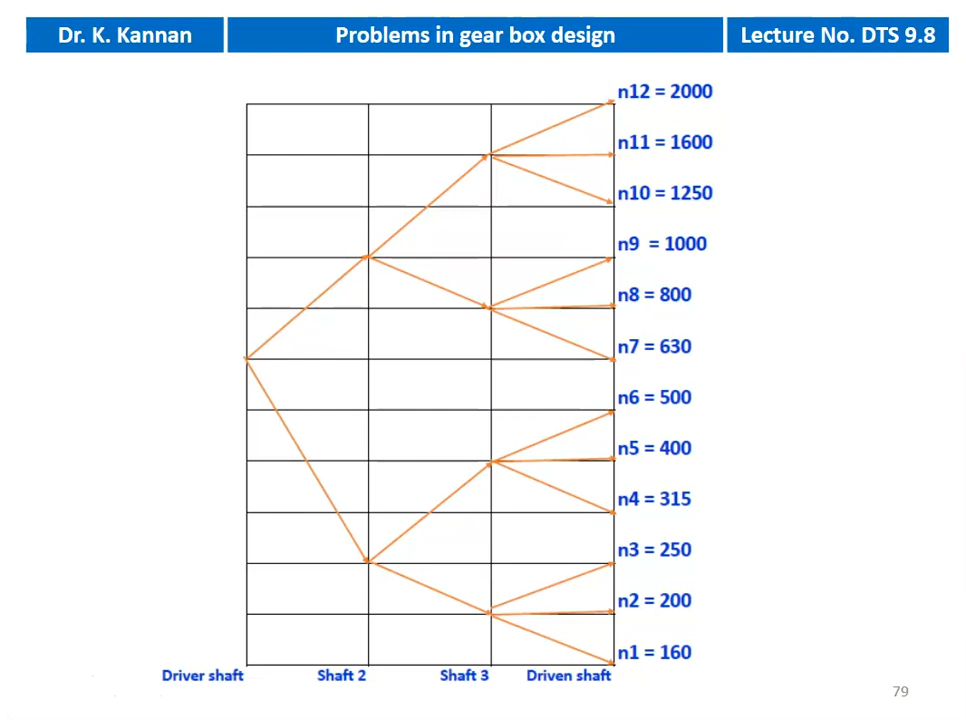 Dr. K. Kannan
Problems in gear box design
Lecture No. DTS 9.8
n12 = 2000
n11 = 1600
n10 = 1250
n9 = 1000
n8 = 800
n7 = 630
n6 = 500
n5 = 400
n4 = 315
n3 = 250
n2 = 200
n1 = 160
Driver shaft
Shaft 2
Shaft 3
Driven shaft
79